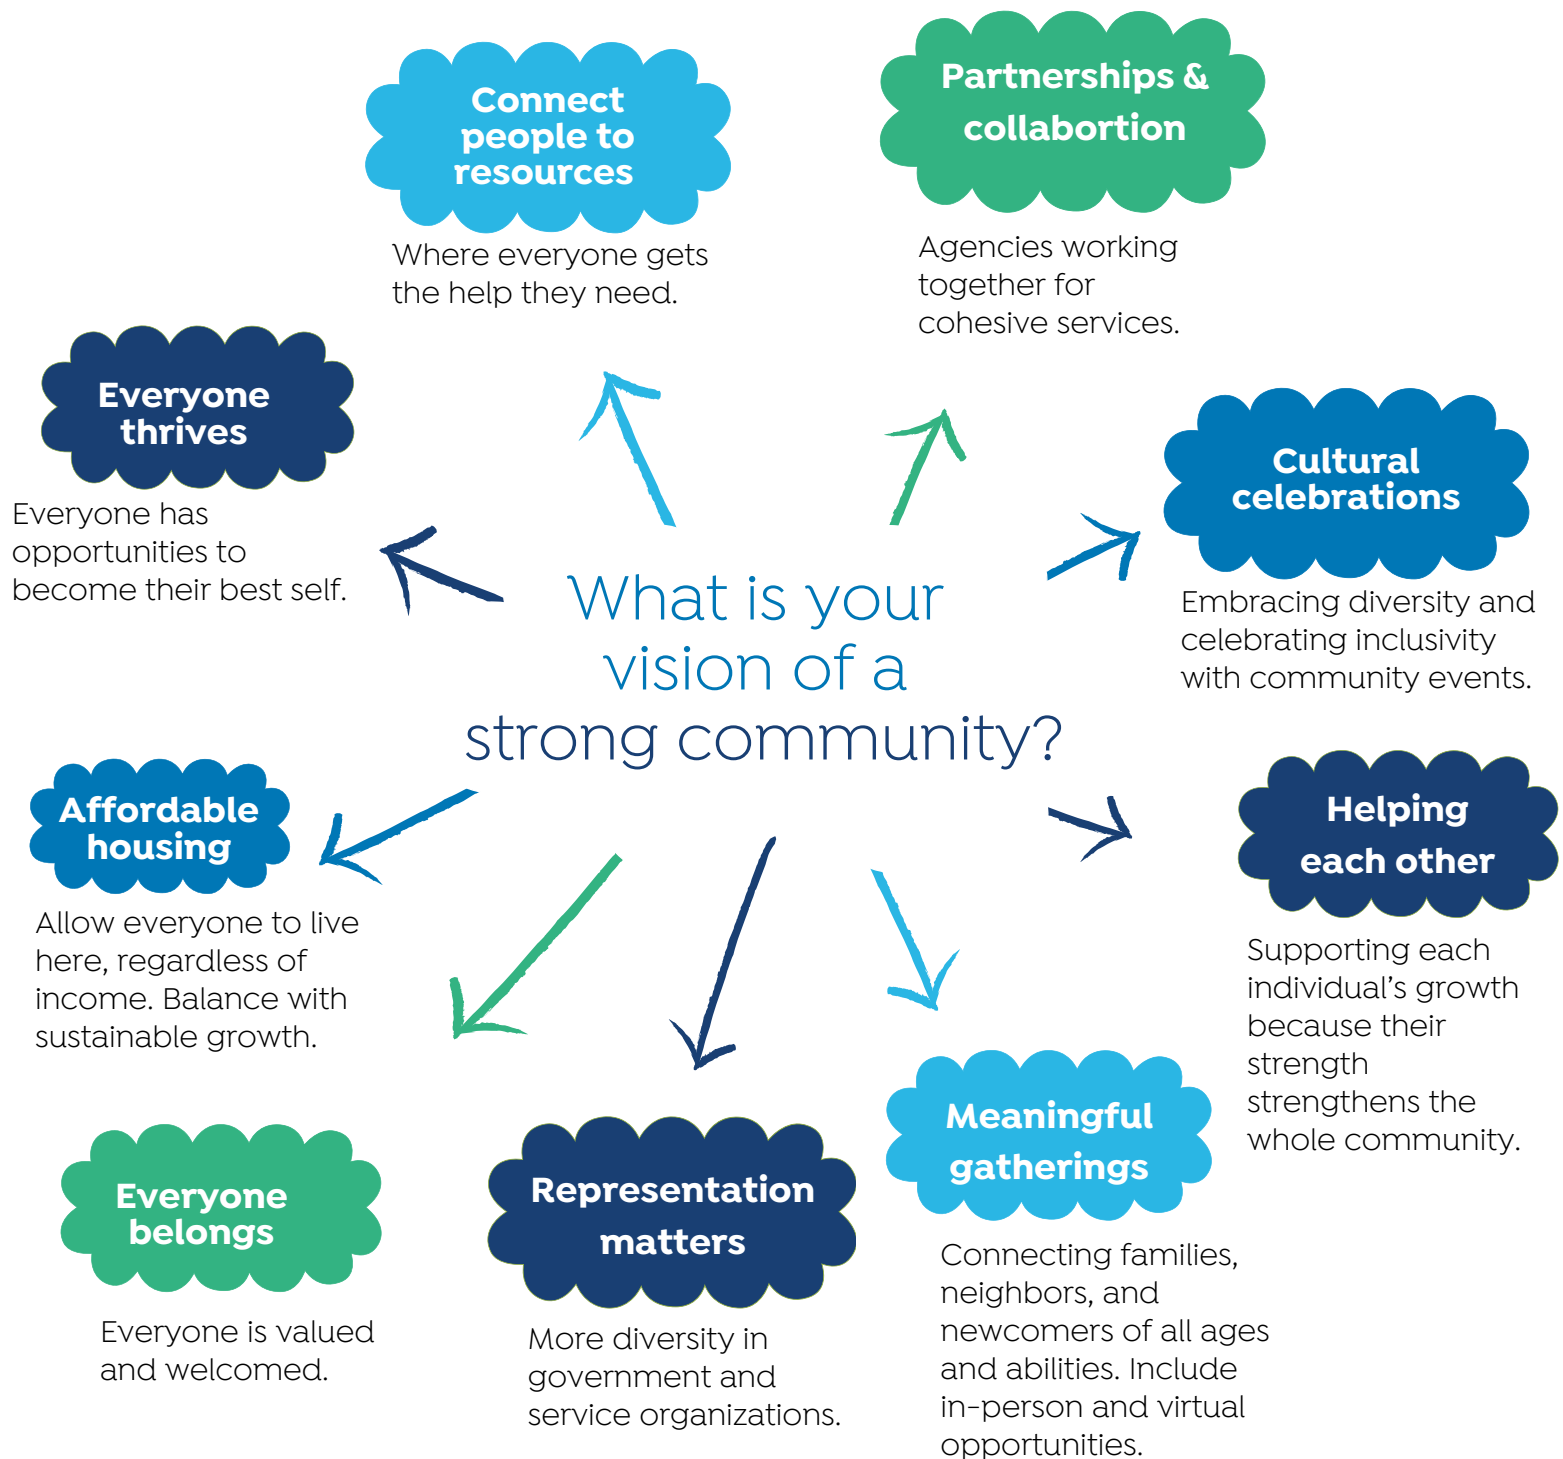 What is your
vision of a
strong community?
Connect
people to
resources
Where everyone gets
the help they need.
Partnerships &
collabortion
Agencies working
together for
cohesive services.
Cultural
celebrations
Embracing diversity and
celebrating inclusivity
with community events.
Helping
each other
Supporting each
individual’s growth
because their
strength
strengthens the
whole community.
Meaningful
gatherings
Connecting families,
neighbors, and
newcomers of all ages
and abilities. Include
in-person and virtual
opportunities.
Representation
matters
More diversity in
government and
service organizations.
Everyone
belongs
Everyone is valued
and welcomed.
Affordable
housing
Allow everyone to live
here, regardless of
income. Balance with
sustainable growth.
Everyone
thrives
Everyone has
opportunities to
become their best self.